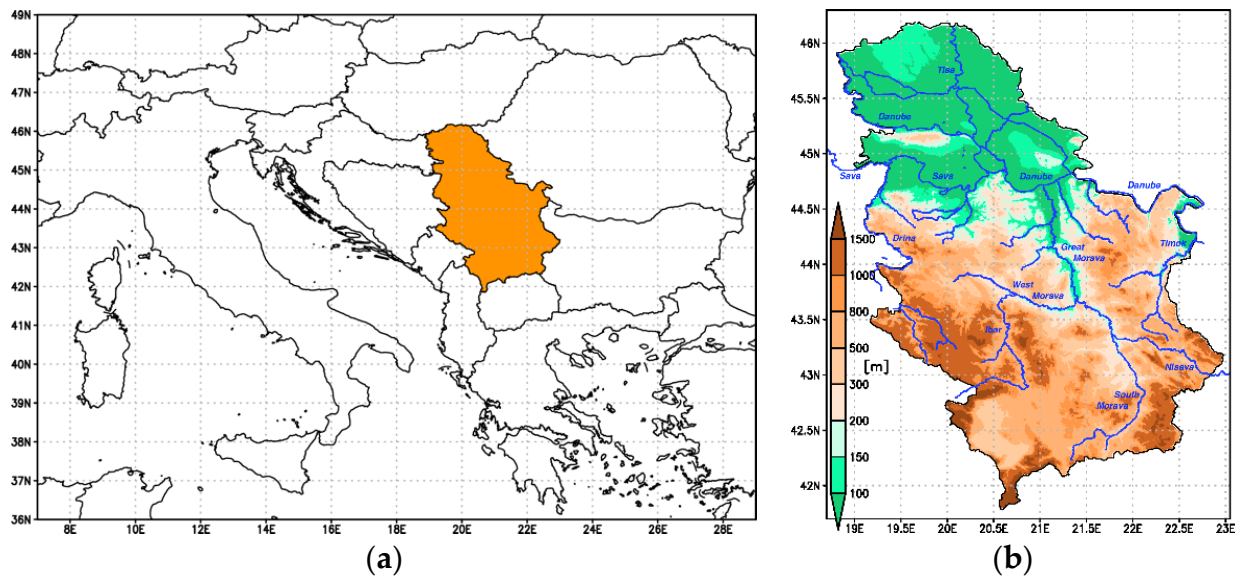 49N
48N
47N
46N
45N
44N
43N
42N
41N
40N
39N
38N
37N
36N
8E 10E 12E 14E 16E 18E 20E 22E 24E 26E 28E
(a)
46N
45.5N
45N
44.5N
44N
43.5N
43N
42.5N
42N
19E 19.5E 20E 20.5E 21E 21.5E 22E 22.5E 23E
Tisa
Danube
Sava
Sava
Danube
Danube
Drina
Great
Morava
Timok
West
Morava
Ibar
Nisava
South
Morava
1500
1000
800
500
[m]
300
200
150
100
(b)